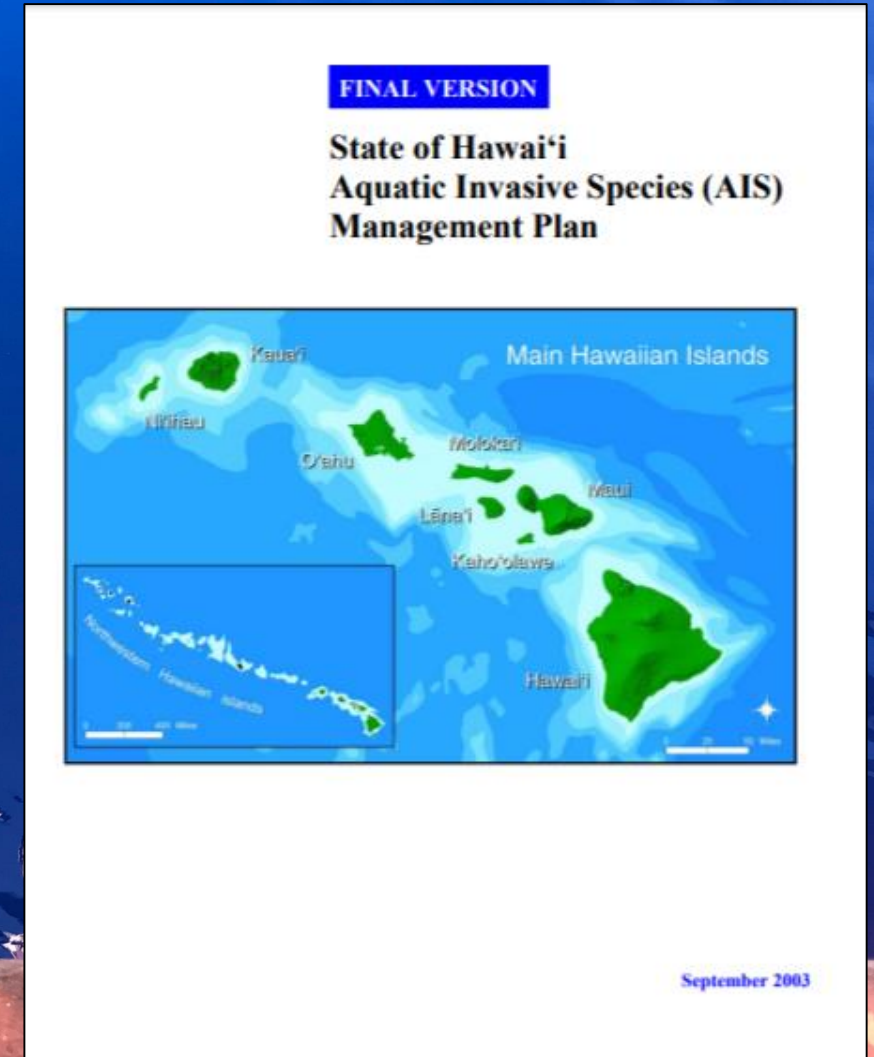 FINAL VERSION
State of Hawai‘i
Aquatic Invasive Species (AIS)
Management Plan
Main Hawaiian Islands
Kaua‘i
Ni‘ihau
O‘ahu
Moloka‘i
Maui
Lāna‘i
Kaho‘olawe
Hawai‘i
Northwestern Hawaiian Islands
September 2003